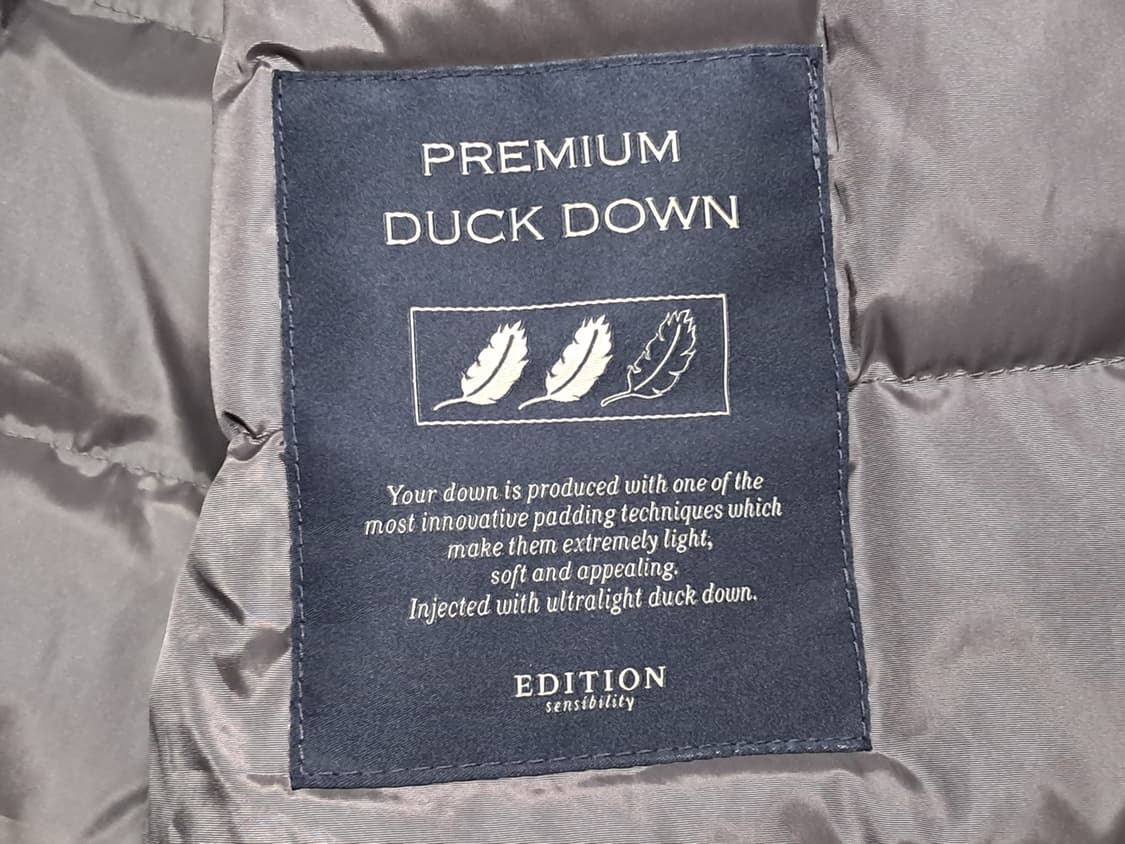 PREMIUM
DUCK DOWN
Your down is produced with one of the
most innovative padding techniques which
make them extremely light,
soft and appealing.
Injected with ultralight duck down.
EDITION
sensibility